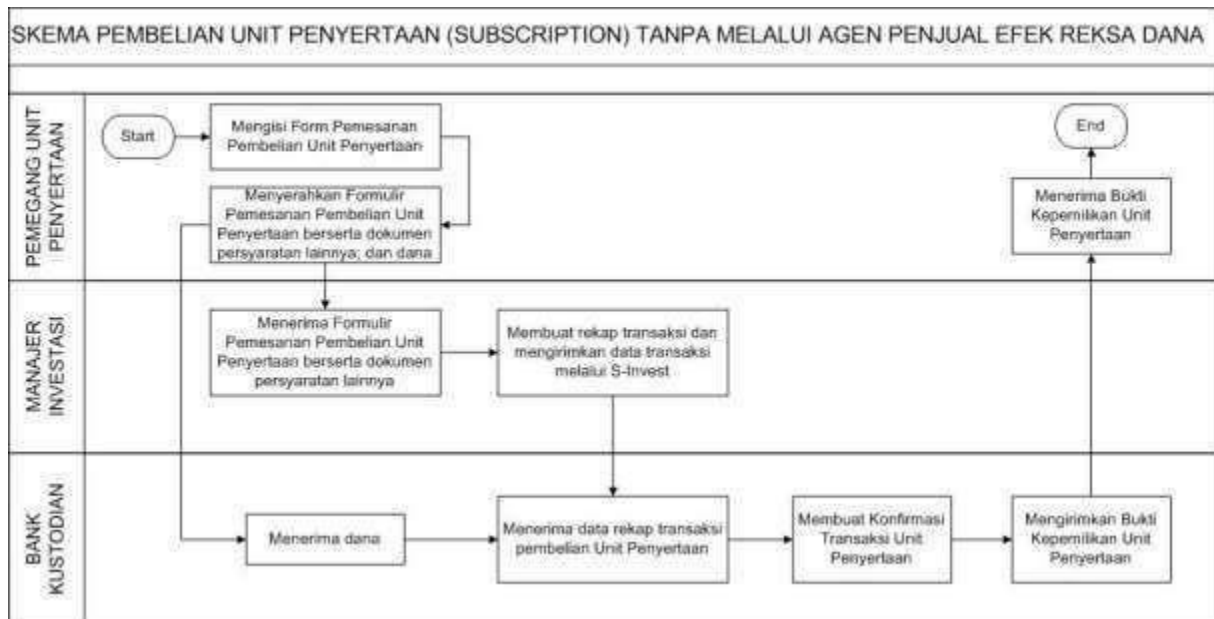 SKEMA PEMBELIAN UNIT PENYERTAAN (SUBSCRIPTION) TANPA MELALUI AGEN PENJUAL EFEK REKSA DANA
PEMEGANG UNIT
PENYERTAAN
Start
Mengisi Form Pemesanan
Pembelian Unit Penyertaan
Menyerahkan Formulir
Pemesanan Pembelian Unit
Penyertaan berserta dokumen
persyaratan lainnya; dan dana
End
Menerima Bukti
Kepemilikan Unit
Penyertaan
MANAJER
INVESTASI
Menerima Formulir
Pemesanan Pembelian Unit
Penyertaan berserta dokumen
persyaratan lainnya
Membuat rekap transaksi dan
mengirimkan data transaksi
melalui S-Invest
BANK
KUSTODIAN
Menerima dana
Menerima data rekap transaksi
pembelian Unit Penyertaan
Membuat Konfirmasi
Transaksi Unit
Penyertaan
Mengirimkan Bukti
Kepemilikan Unit
Penyertaan